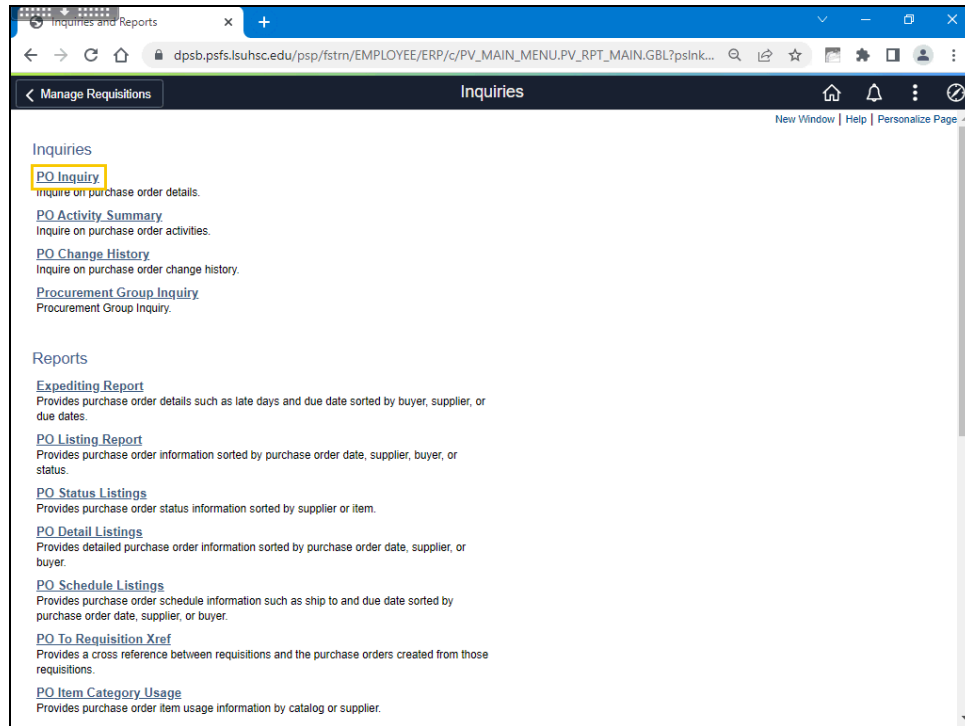 Inquiries and Reports
dpsb.psfs.lsuhsc.edu/psp/fstrn/EMPLOYEE/ERP/c/PV_MAIN_MENU.PV_RPT_MAIN.GBL?pslnk...
Manage Requisitions
Inquiries
New Window | Help | Personalize Page
Inquiries
PO Inquiry
Inquire on purchase order details.
PO Activity Summary
Inquire on purchase order activities.
PO Change History
Inquire on purchase order change history.
Procurement Group Inquiry
Procurement Group Inquiry.
Reports
Expediting Report
Provides purchase order details such as late days and due date sorted by buyer, supplier, or
due dates.
PO Listing Report
Provides purchase order information sorted by purchase order date, supplier, buyer, or
status.
PO Status Listings
Provides purchase order status information sorted by supplier or item.
PO Detail Listings
Provides detailed purchase order information sorted by purchase order date, supplier, or
buyer.
PO Schedule Listings
Provides purchase order schedule information such as ship to and due date sorted by
purchase order date, supplier, or buyer.
PO To Requisition Xref
Provides a cross reference between requisitions and the purchase orders created from those
requisitions.
PO Item Category Usage
Provides purchase order item usage information by catalog or supplier.